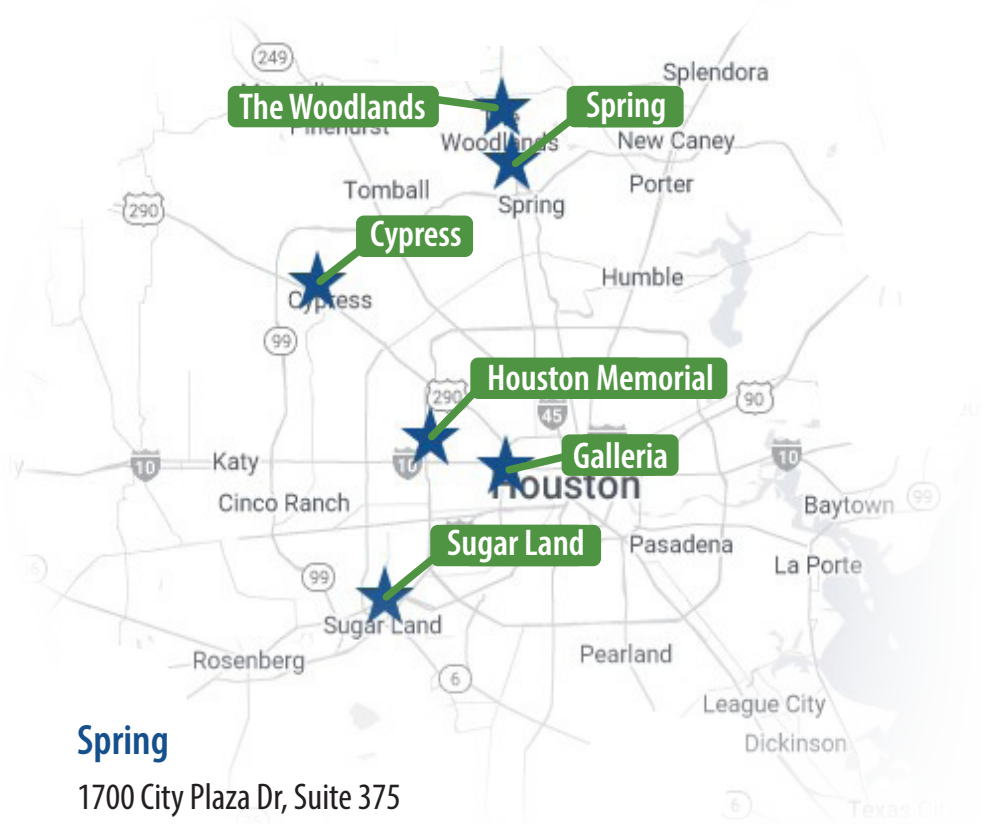 249
Splendora
The Woodlands
Spring
Pinehurst
Woodlands
New Caney
Tomball
Porter
290
Spring
Cypress
Humble
Cypress
99
Houston Memorial
290
90
45
Galleria
10
Katy
10
10
Houston
Cinco Ranch
Baytown
99
Sugar Land
Pasadena
La Porte
99
Sugar Land
Rosenberg
Pearland
6
League City
Spring
Dickinson
1700 City Plaza Dr, Suite 375
6